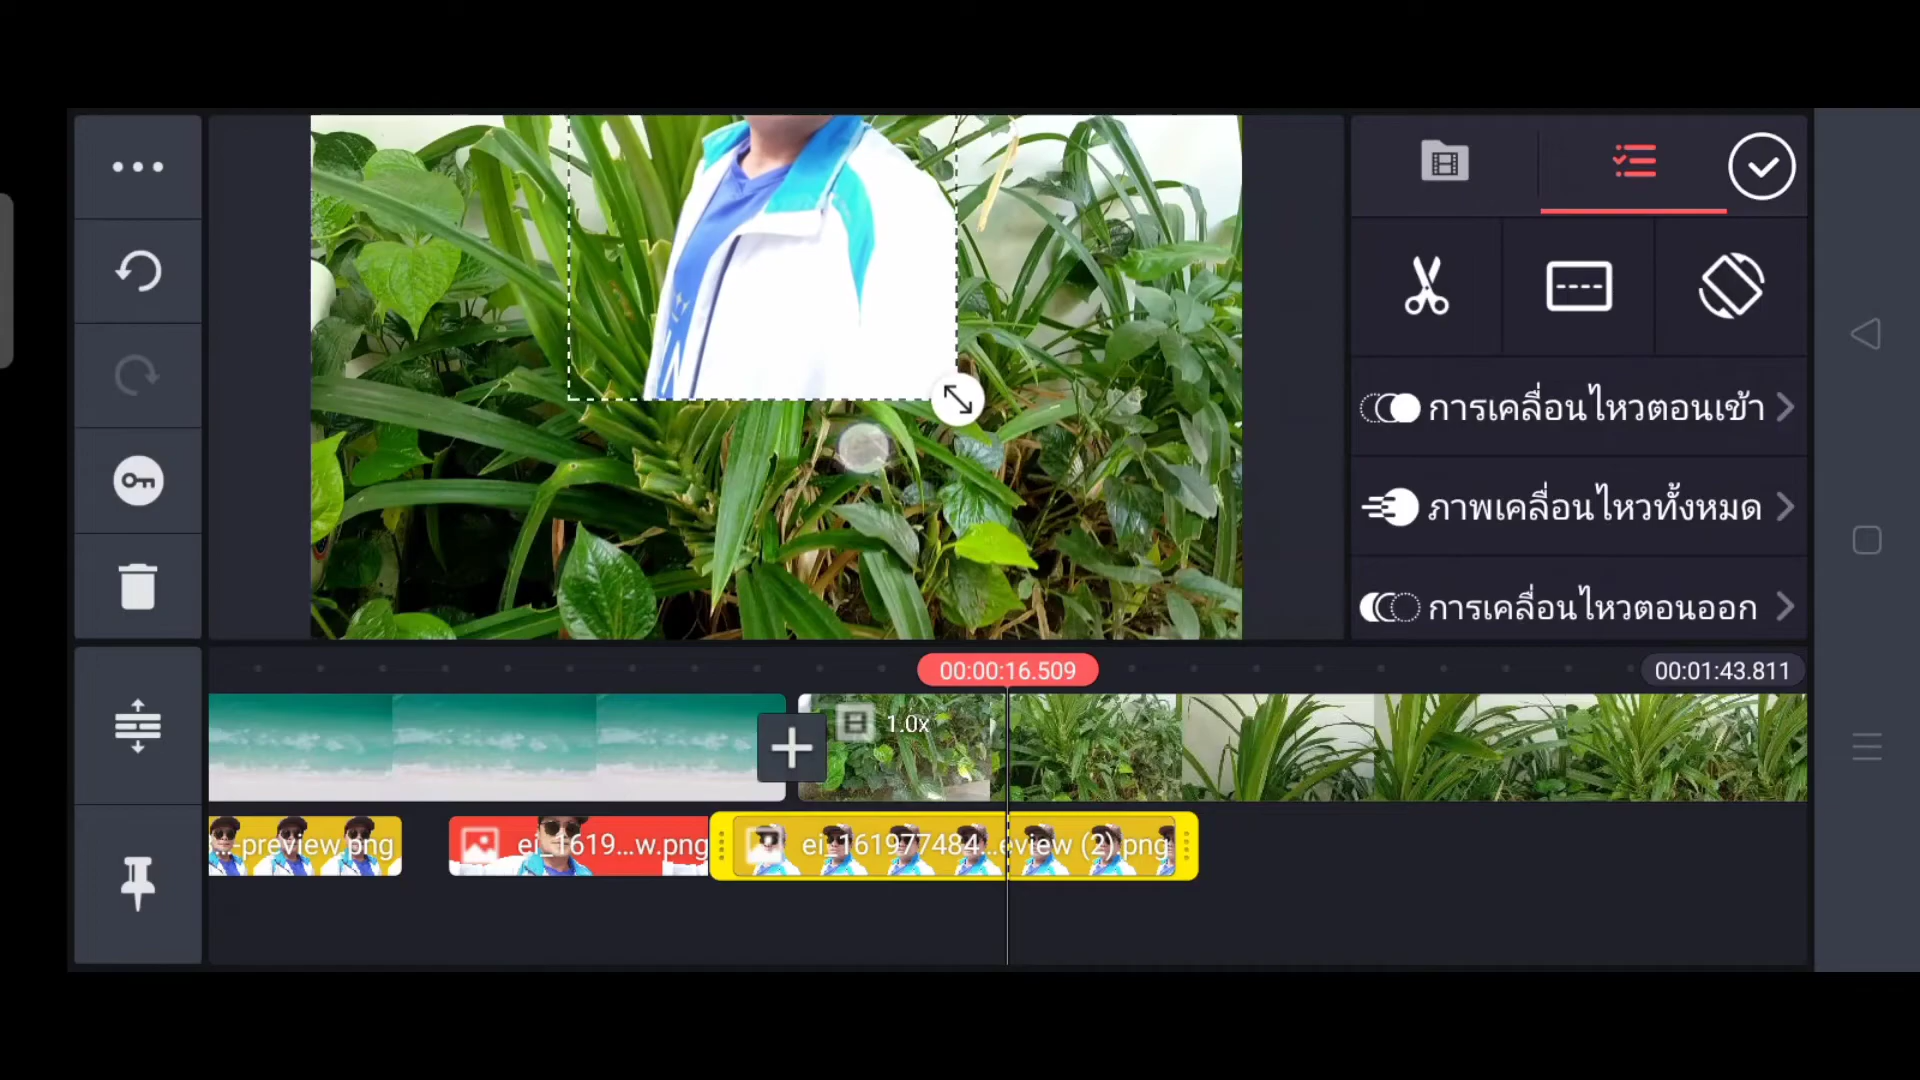 การเคลื่อนไหวตอนเข้า
ภาพเคลื่อนไหวทั้งหมด
การเคลื่อนไหวตอนออก
00:00:16.509
00:01:43.811
1.0x
...-preview.png
ei_1619...w.png
ei_161977484...eview (2).png